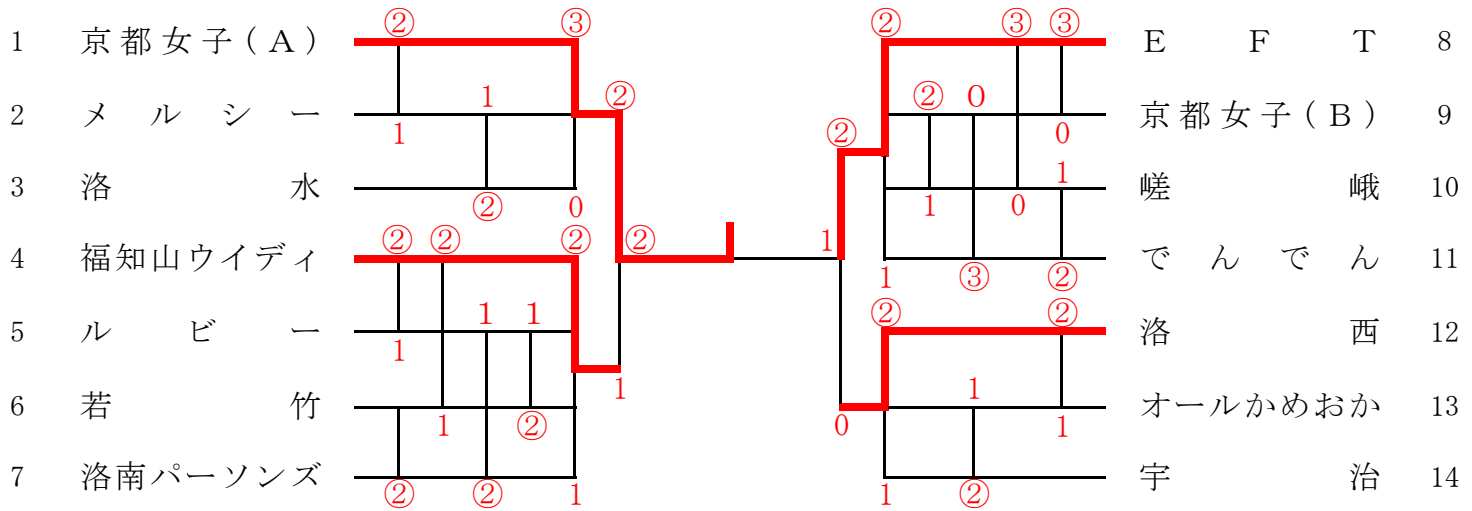 ② ③ ② ③ ③
1 京都女子(A) EFT 8
1 ② ② 0
2 メルシー 1 ② 京都女子(B) 9
0
1
3 洛水 嵯峨 10
② 0 1 0
② ② ② ② 1
4 福知山ウイディ でんでん 11
1 ③ ②
1 1 ② ②
5 ルビー 洛西 12
1
1 1
6 若竹 オールかめおか 13
1 ② 0 1
7 洛南パーソンズ 宇治 14
② ② 1 1 ②